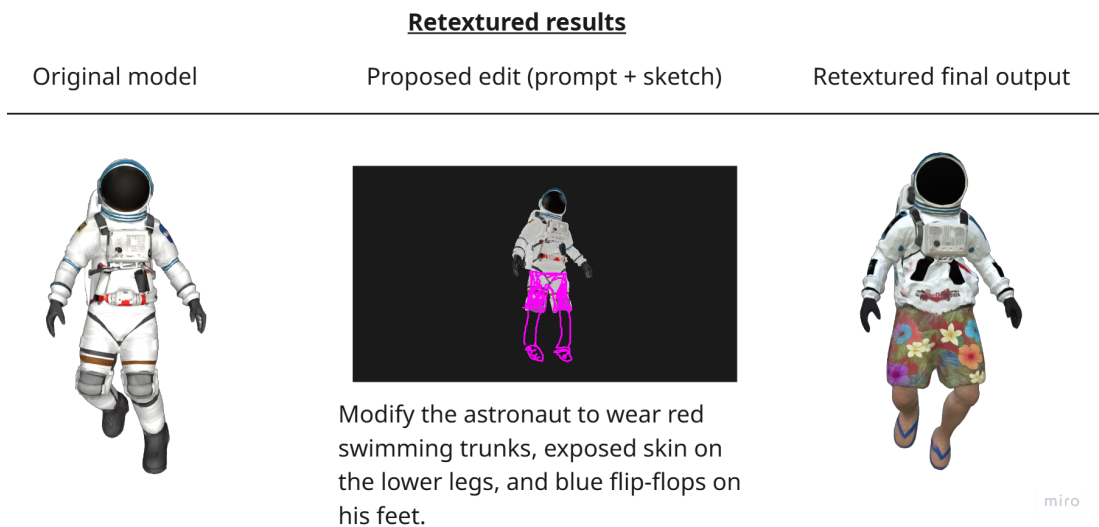 Retextured results
Original model
Proposed edit (prompt + sketch)
Retextured final output
Modify the astronaut to wear red
swimming trunks, exposed skin on
the lower legs, and blue flip-flops on
his feet.
miro